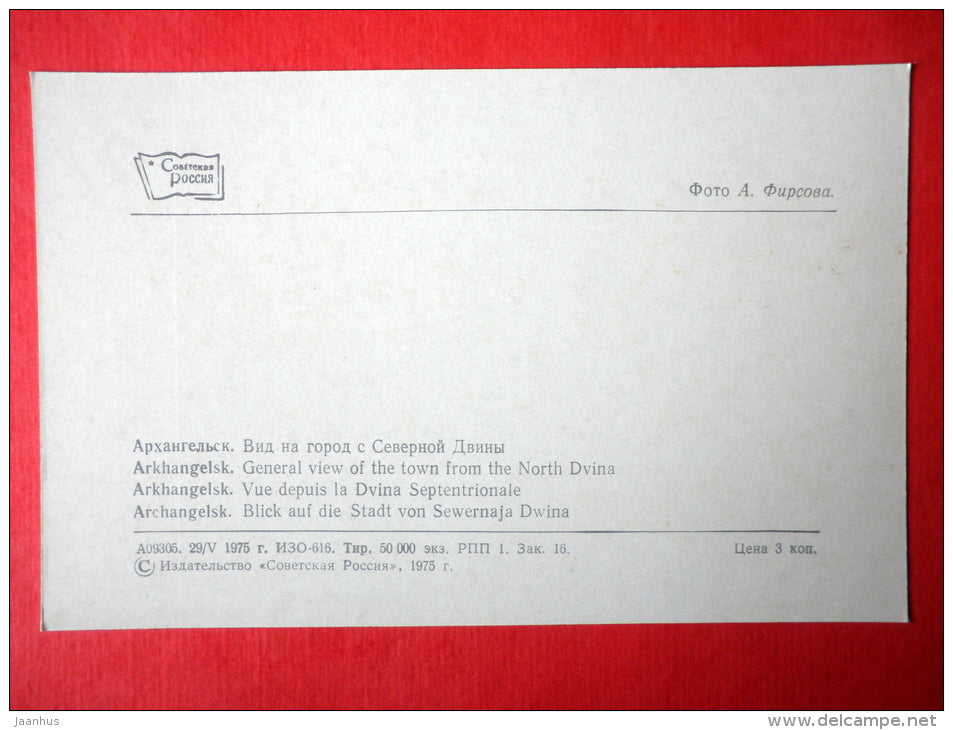 Советская
Россия
Фото А. Фирсова.
Архангельск. Вид на город с Северной Двины
Arkhangelsk. General view of the town from the North Dvina
Arkhangelsk. Vue depuis la Dvina Septentrionale
Archangelsk. Blick auf die Stadt von Sewernaja Dwina
А09305. 29/V 1975 г. ИЗО-616. Тир. 50 000 экз. РПП 1. Зак. 16. Цена 3 коп.
© Издательство «Советская Россия», 1975 г.
Jaanhus
www.delcampe.net